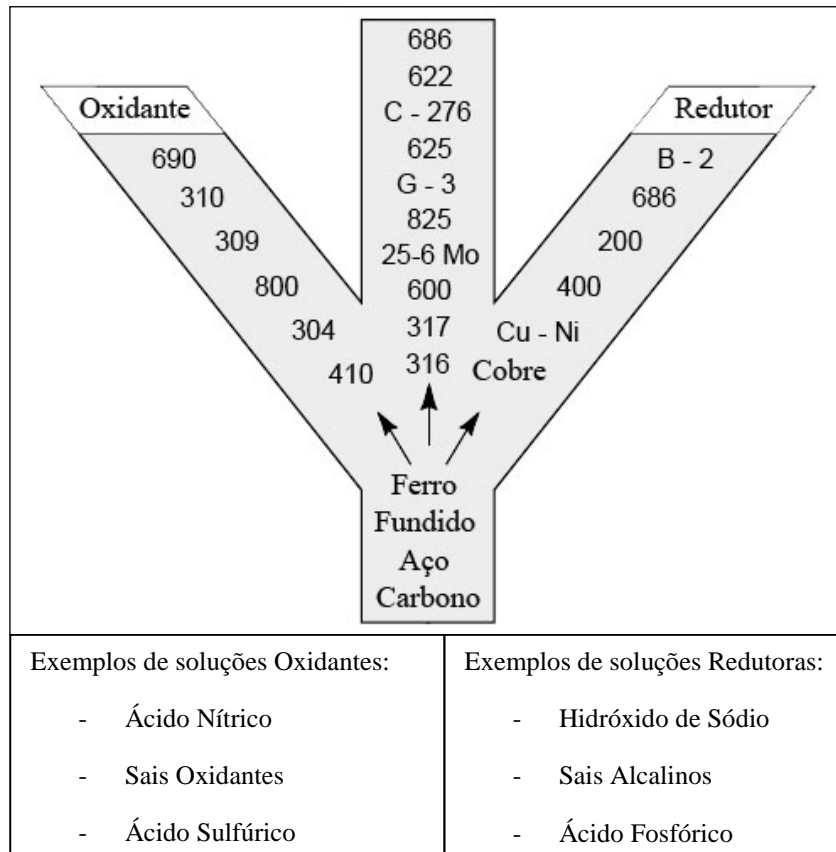 Oxidante
690
310
309
800
304
410
686
622
C - 276
625
G - 3
825
25-6 Mo
600
317
316
Redutor
B - 2
686
200
400
Cu - Ni
Cobre
Ferro
Fundido
Aço
Carbono
Exemplos de soluções Oxidantes:
- Ácido Nítrico
- Sais Oxidantes
- Ácido Sulfúrico
Exemplos de soluções Redutoras:
- Hidróxido de Sódio
- Sais Alcalinos
- Ácido Fosfórico